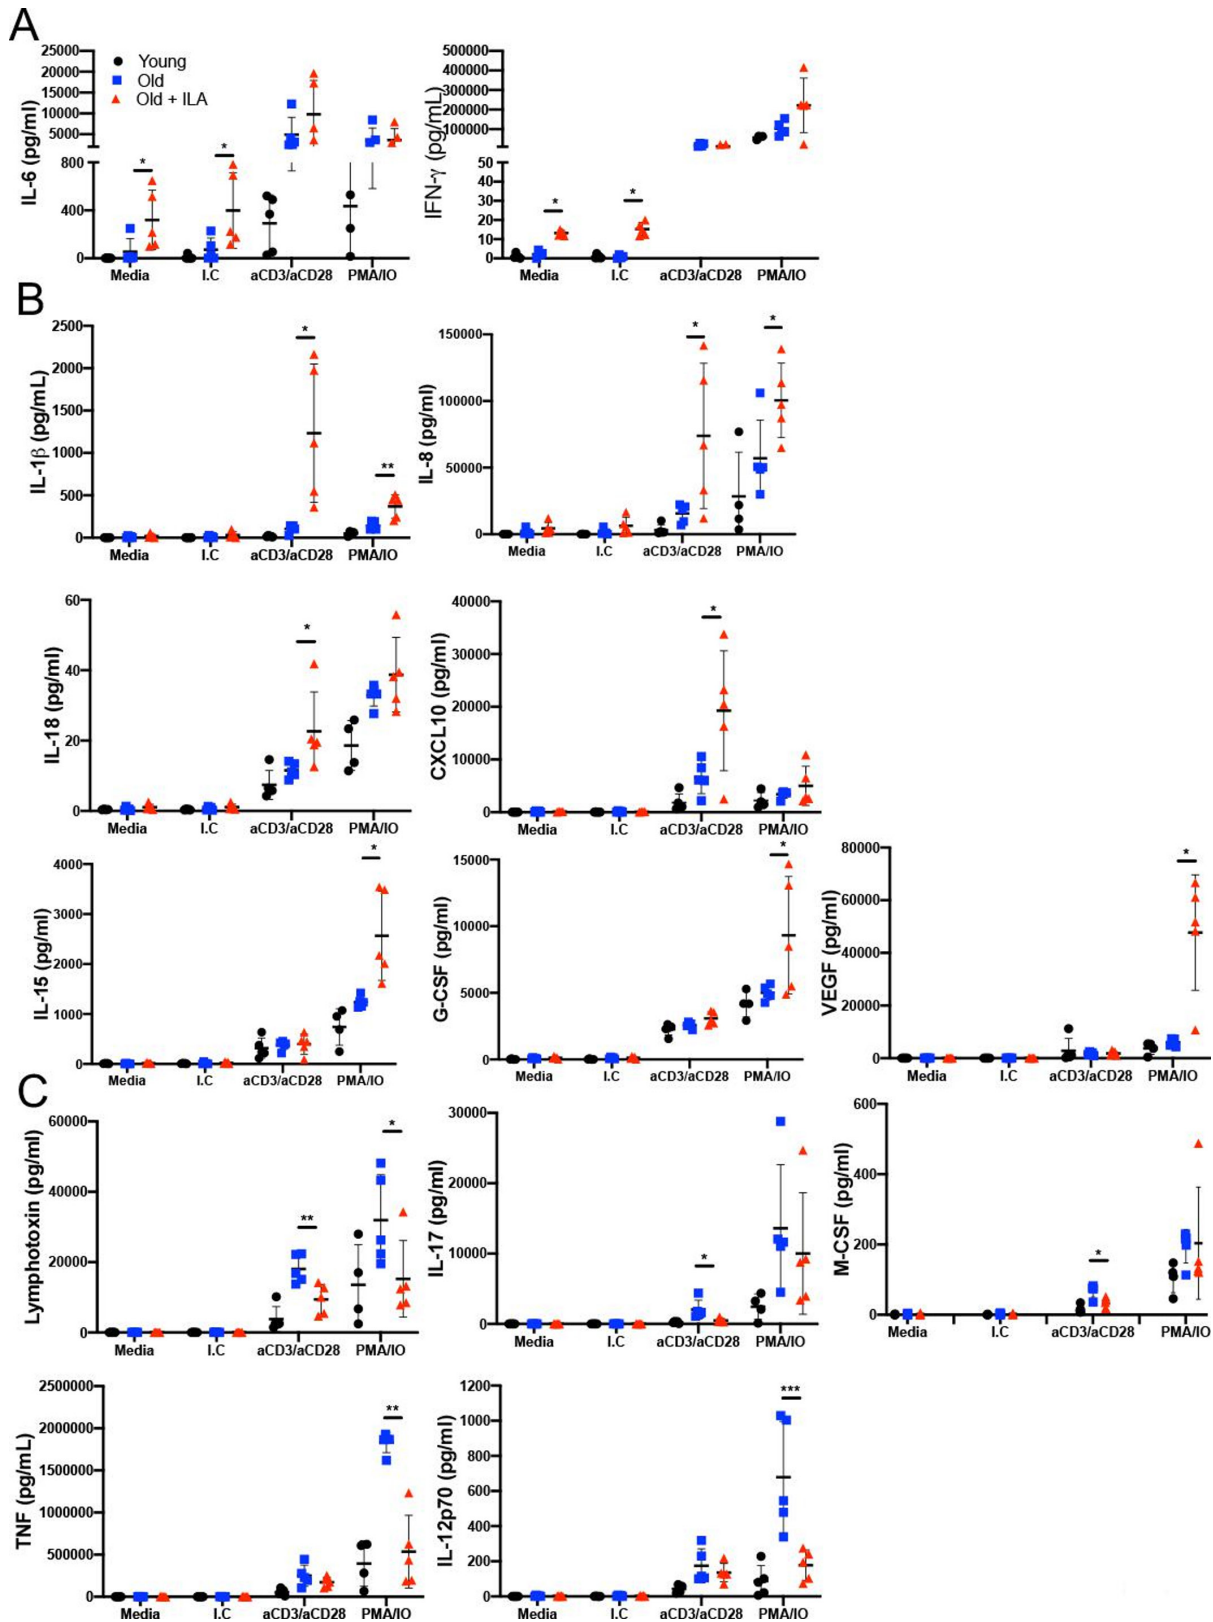 A
IL-6 (pg/ml)
25000
20000
15000
10000
5000
800
400
0
Young
Old
Old + ILA
*
*
Media I.C aCD3/aCD28 PMA/IO
IFN-γ (pg/mL)
500000
400000
300000
200000
100000
50
40
30
20
10
0
*
*
Media I.C aCD3/aCD28 PMA/IO
B
IL-1β (pg/mL)
2500
2000
1500
1000
500
0
*
**
Media I.C aCD3/aCD28 PMA/IO
IL-8 (pg/ml)
150000
100000
50000
0
*
*
Media I.C aCD3/aCD28 PMA/IO
IL-18 (pg/ml)
60
40
20
0
*
Media I.C aCD3/aCD28 PMA/IO
CXCL10 (pg/ml)
40000
30000
20000
10000
0
*
Media I.C aCD3/aCD28 PMA/IO
IL-15 (pg/ml)
4000
3000
2000
1000
0
*
Media I.C aCD3/aCD28 PMA/IO
G-CSF (pg/ml)
15000
10000
5000
0
*
Media I.C aCD3/aCD28 PMA/IO
VEGF (pg/ml)
80000
60000
40000
20000
0
*
Media I.C aCD3/aCD28 PMA/IO
C
Lymphotoxin (pg/ml)
60000
40000
20000
0
**
*
Media I.C aCD3/aCD28 PMA/IO
IL-17 (pg/ml)
30000
20000
10000
0
*
Media I.C aCD3/aCD28 PMA/IO
M-CSF (pg/ml)
600
400
200
0
*
Media I.C aCD3/aCD28 PMA/IO
TNF (pg/mL)
2500000
2000000
1500000
1000000
500000
0
**
Media I.C aCD3/aCD28 PMA/IO
IL-12p70 (pg/ml)
1200
1000
800
600
400
200
0
***
Media I.C aCD3/aCD28 PMA/IO